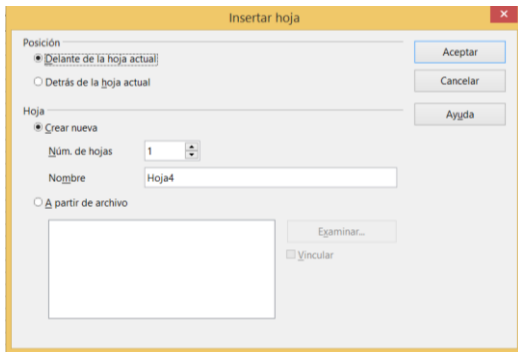 Insertar hoja
Posición
Delante de la hoja actual
Detrás de la hoja actual
Aceptar
Cancelar
Ayuda
Hoja
Crear nueva
Núm. de hojas
1
Nombre
Hoja4
A partir de archivo
Examinar...
Vincular